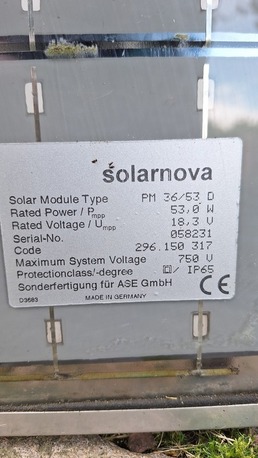 solarnova
Solar Module Type PM 36/53 D
Rated Power / Pmpp 53,0 W
Rated Voltage / Umpp 18,3 V
Serial-No. 058231
Code 296.150 317
Maximum System Voltage 750 V
Protectionclass/-degree / IP65
Sonderfertigung für ASE GmbH CE
D3683 MADE IN GERMANY